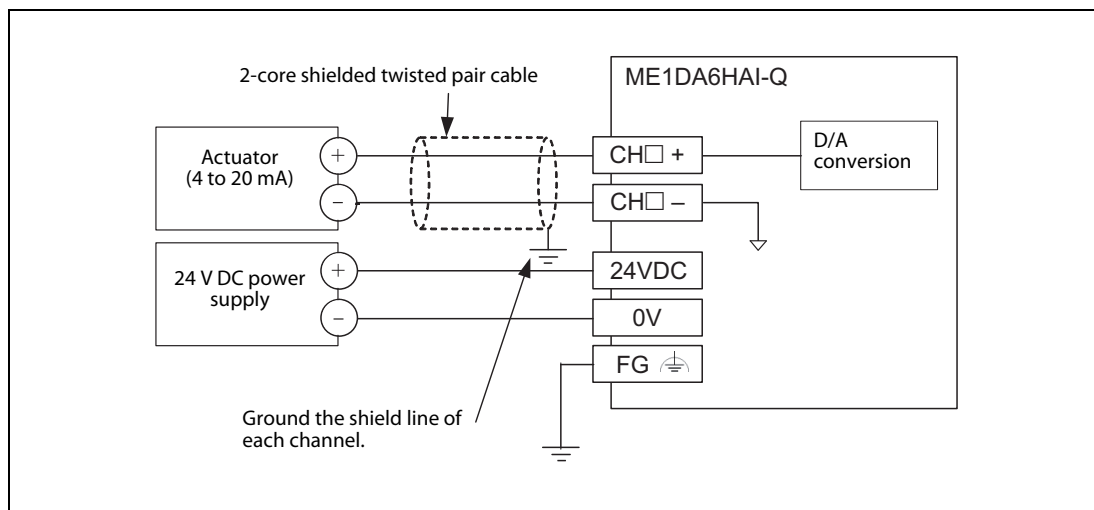 2-core shielded twisted pair cable
ME1DA6HAI-Q
Actuator
(4 to 20 mA)
+
−
CH□ +
CH□ –
D/A
conversion
24 V DC power
supply
+
−
24VDC
0V
FG
Ground the shield line of
each channel.